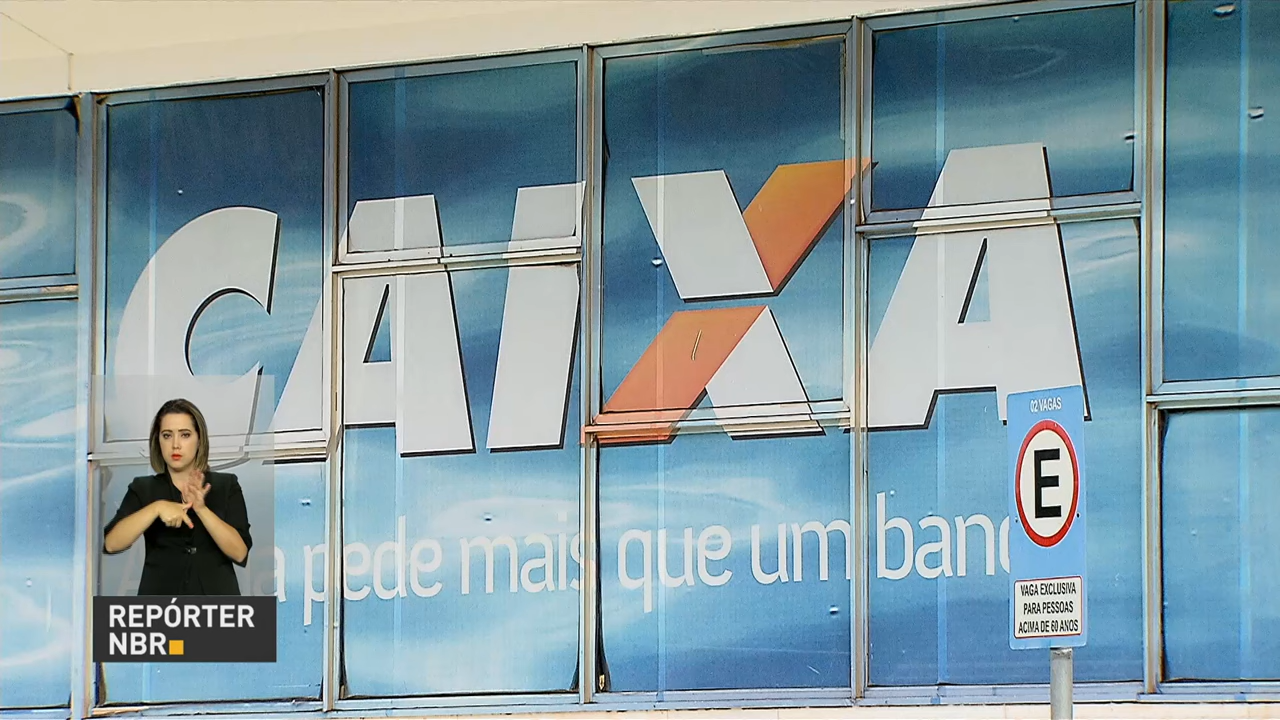 CAIXA
pede mais que um banc
02 VAGAS
E
VAGA EXCLUSIVA
PARA PESSOAS
ACIMA DE 60 ANOS
REPÓRTER
NBR